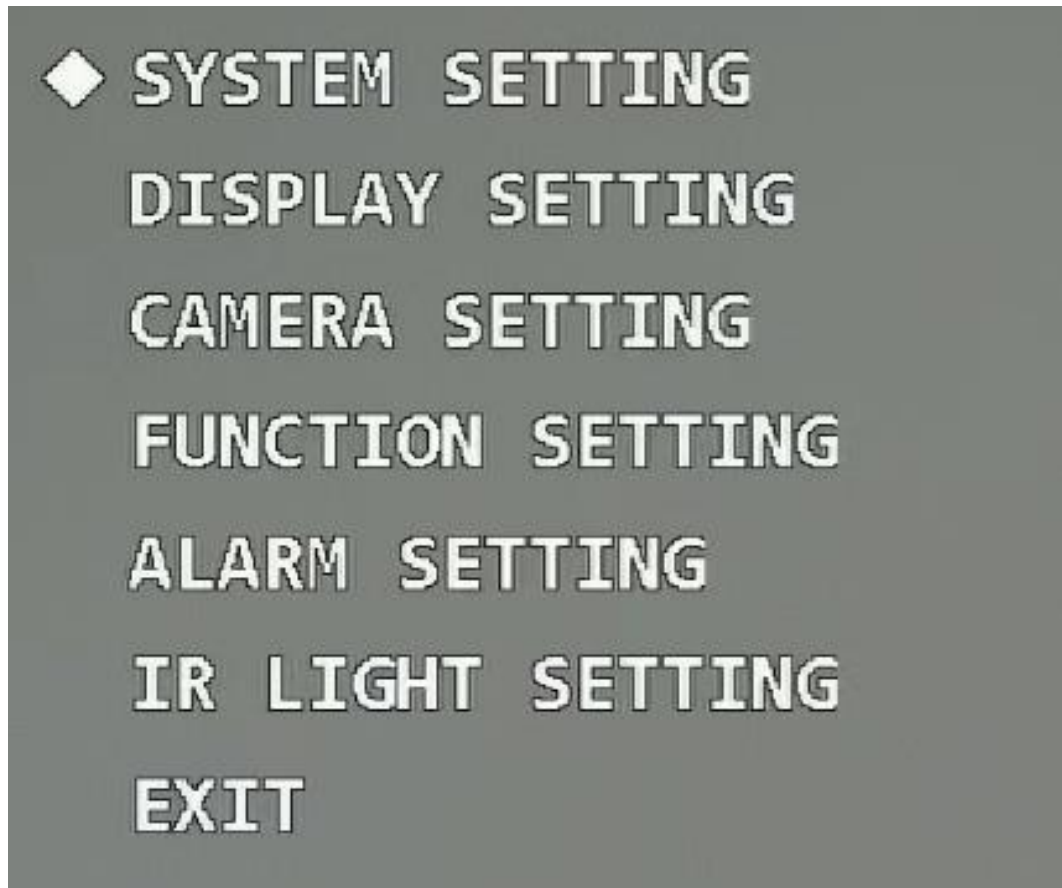 SYSTEM SETTING
DISPLAY SETTING
CAMERA SETTING
FUNCTION SETTING
ALARM SETTING
IR LIGHT SETTING
EXIT